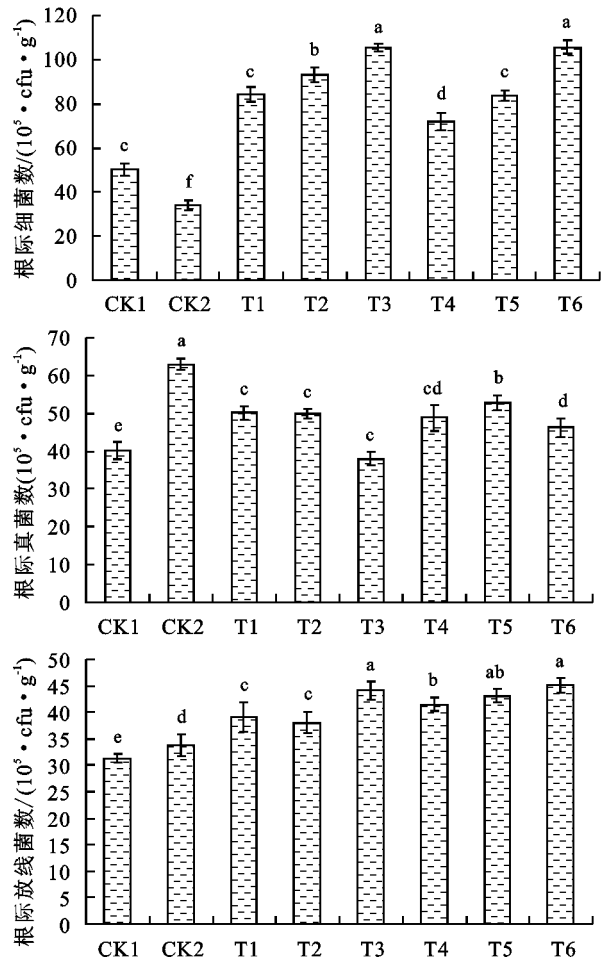 根际细菌数/(10⁵·cfu·g⁻¹)
120
100
80
60
40
20
0
c
f
c
b
a
d
c
a
CK1 CK2 T1 T2 T3 T4 T5 T6
根际真菌数(10⁵·cfu·g⁻¹)
70
60
50
40
30
20
10
0
e
a
c
c
c
cd
b
d
CK1 CK2 T1 T2 T3 T4 T5 T6
根际放线菌数/(10⁵·cfu·g⁻¹)
50
45
40
35
30
25
20
15
10
5
0
e
d
c
c
a
b
ab
a
CK1 CK2 T1 T2 T3 T4 T5 T6